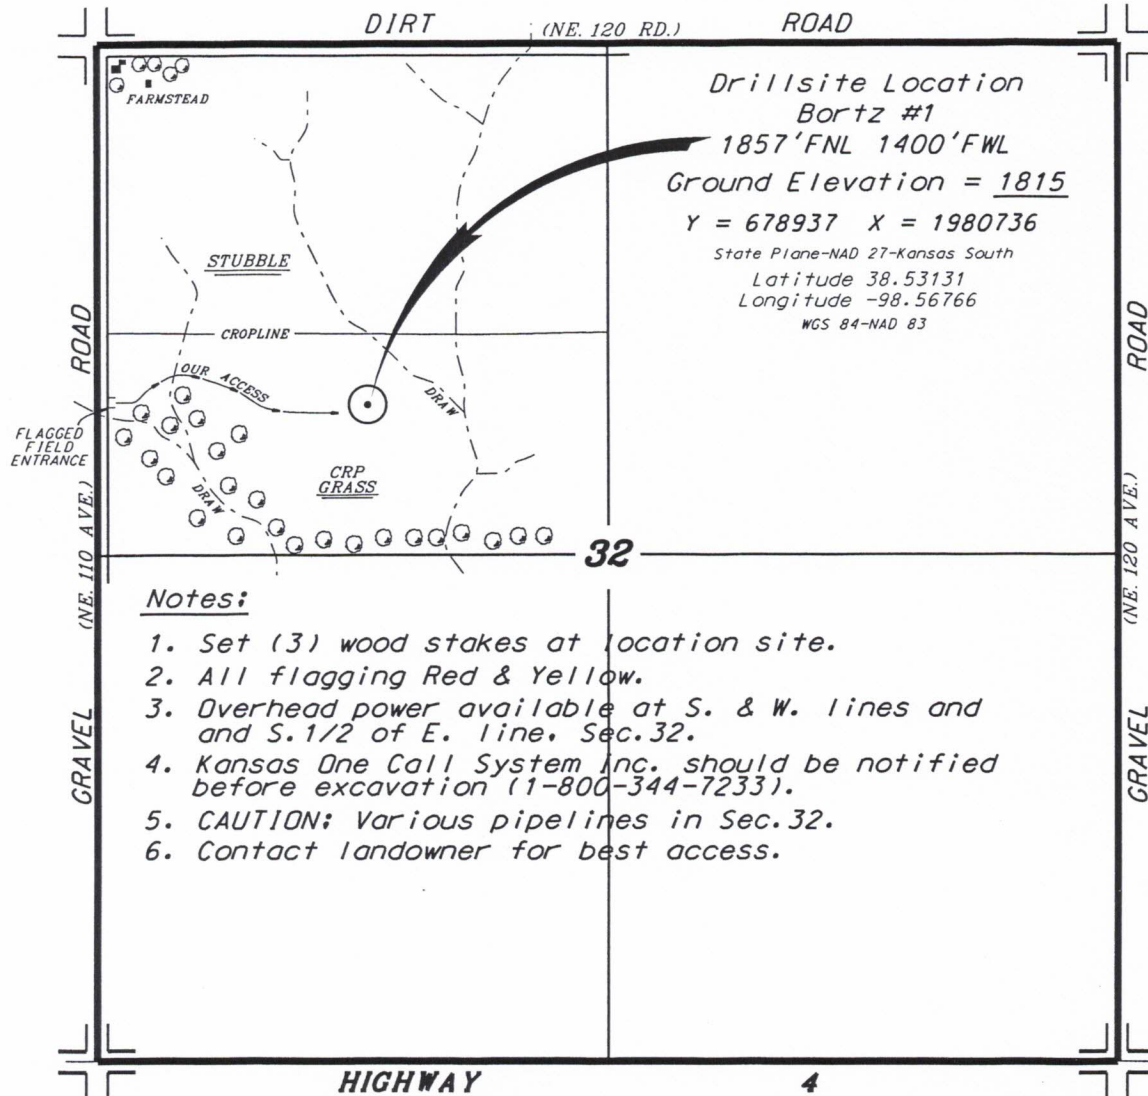 DIRT (NE. 120 RD.) ROAD
FARMSTEAD
Drillsite Location
Bortz #1
1857'FNL 1400'FWL
Ground Elevation = 1815
Y = 678937 X = 1980736
State Plane-NAD 27-Kansas South
Latitude 38.53131
Longitude -98.56766
WGS 84-NAD 83
STUBBLE
CROPLINE
OUR ACCESS
DRAW
FLAGGED
FIELD
ENTRANCE
CRP
GRASS
DRAW
GRAVEL (NE. 110 AVE.) ROAD
GRAVEL (NE. 120 AVE.) ROAD
32
Notes:
1. Set (3) wood stakes at location site.
2. All flagging Red & Yellow.
3. Overhead power available at S. & W. lines and
and S.1/2 of E. line. Sec.32.
4. Kansas One Call System inc. should be notified
before excavation (1-800-344-7233).
5. CAUTION: Various pipelines in Sec.32.
6. Contact landowner for best access.
HIGHWAY 4